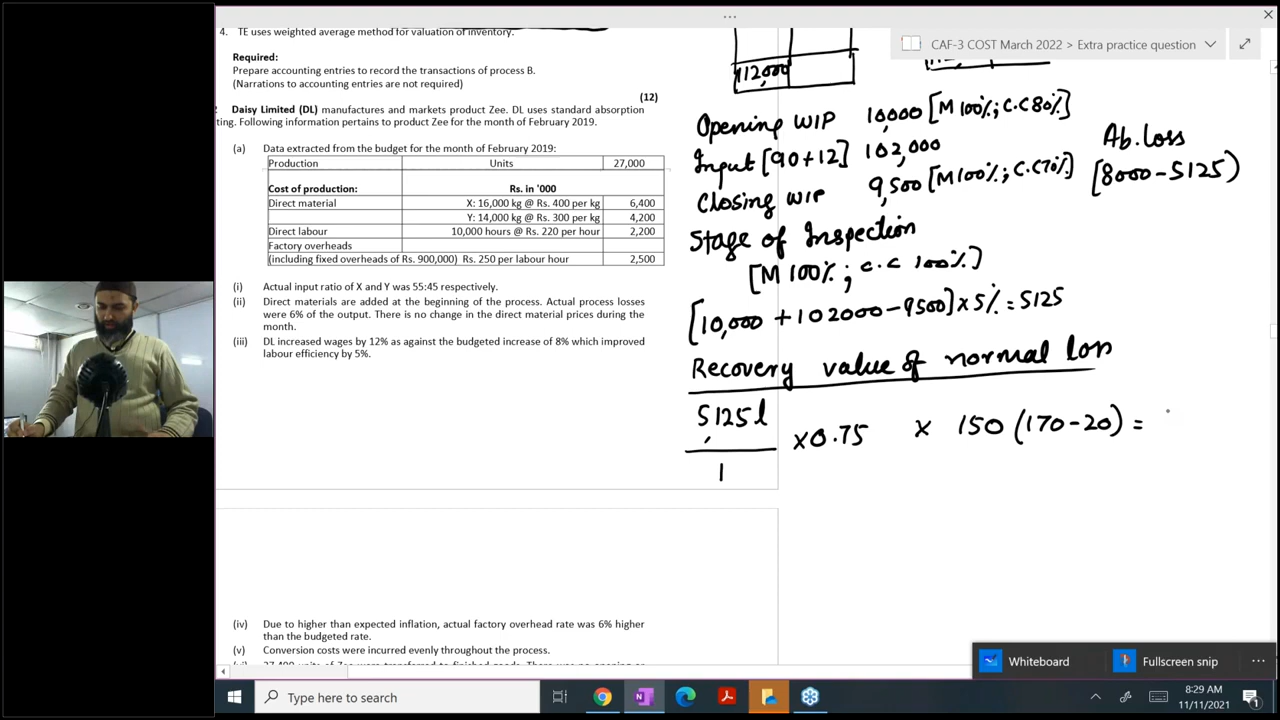 4. TE uses weighted average method for valuation of inventory.
Required:
Prepare accounting entries to record the transactions of process B.
(Narrations to accounting entries are not required)
(12)
Daisy Limited (DL) manufactures and markets product Zee. DL uses standard absorption
ting. Following information pertains to product Zee for the month of February 2019:
(a) Data extracted from the budget for the month of February 2019:
Production Units 27,000
Cost of production: Rs. in '000
Direct material X: 16,000 kg @ Rs. 400 per kg 6,400
Y: 14,000 kg @ Rs. 300 per kg 4,200
Direct labour 10,000 hours @ Rs. 220 per hour 2,200
Factory overheads
(including fixed overheads of Rs. 900,000) Rs. 250 per labour hour 2,500
(i) Actual input ratio of X and Y was 55:45 respectively.
(ii) Direct materials are added at the beginning of the process. Actual process losses
were 6% of the output. There is no change in the direct material prices during the
month.
(iii) DL increased wages by 12% as against the budgeted increase of 8% which improved
labour efficiency by 5%.
(iv) Due to higher than expected inflation, actual factory overhead rate was 6% higher
than the budgeted rate.
(v) Conversion costs were incurred evenly throughout the process.
CAF-3 COST March 2022 > Extra practice question
112,000
Opening WIP 10,000 [M 100%; C.C 80%]
Input [90+12] 102,000
Closing WIP 9,500 [M 100%; C.C 70%]
Ab. loss
[8000-5125)
Stage of Inspection
[M 100%; C.C 100%]
[10,000 + 102000 - 9500] x 5% = 5125
Recovery value of normal loss
5125 l
1
x 0.75 x 150 (170-20) =
Whiteboard
Fullscreen snip
Type here to search
8:29 AM
11/11/2021